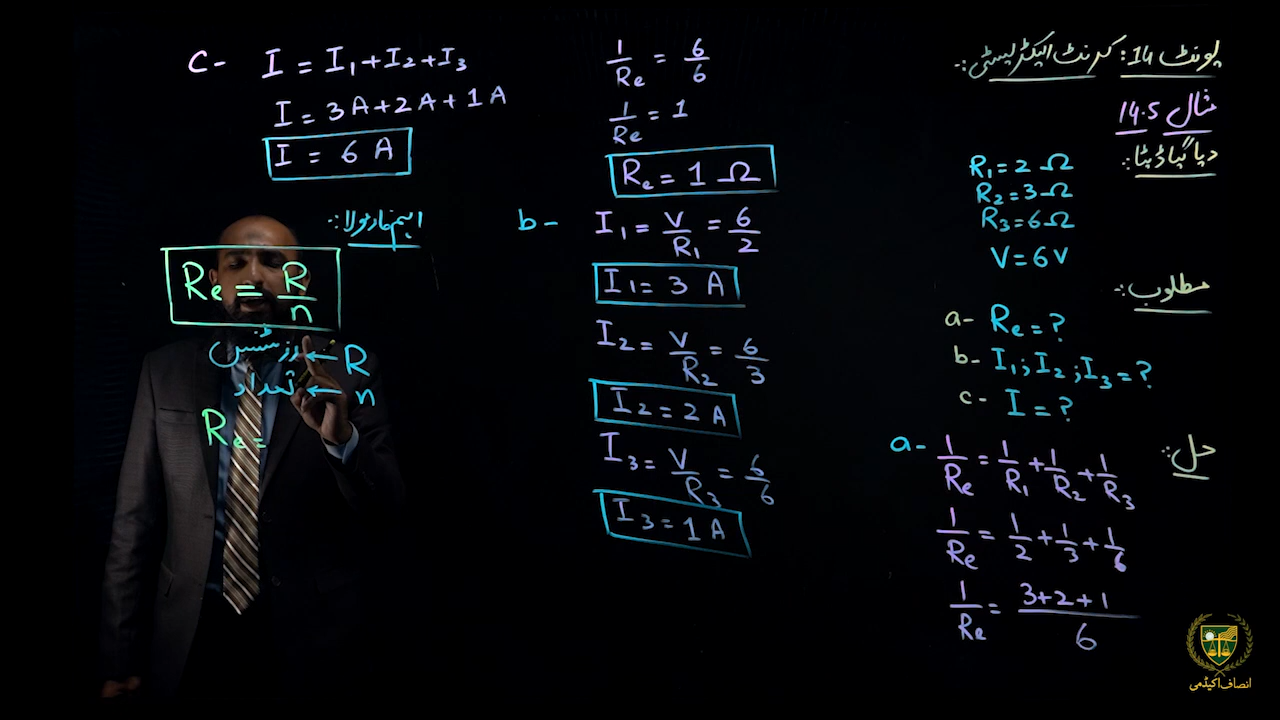 یونٹ 14: کرنٹ الیکٹریسٹی :-
مثال 14.5
دیا گیا ڈیٹا :-
R₁ = 2 Ω
R₂ = 3 Ω
R₃ = 6 Ω
V = 6 V
مطلوب :-
a- Re = ?
b- I₁ ; I₂ ; I₃ = ?
c- I = ?
حل :-
a- 1/Re = 1/R₁ + 1/R₂ + 1/R₃
1/Re = 1/2 + 1/3 + 1/6
1/Re = 3+2+1/6
1/Re = 6/6
1/Re = 1
Re = 1 Ω
b- I₁ = V/R₁ = 6/2
I₁ = 3 A
I₂ = V/R₂ = 6/3
I₂ = 2 A
I₃ = V/R₃ = 6/6
I₃ = 1 A
c- I = I₁ + I₂ + I₃
I = 3 A + 2 A + 1 A
I = 6 A
اہم فارمولا :-
Re = R/n
رزسٹنس ← R
تعداد ← n
Re =
انصاف اکیڈمی